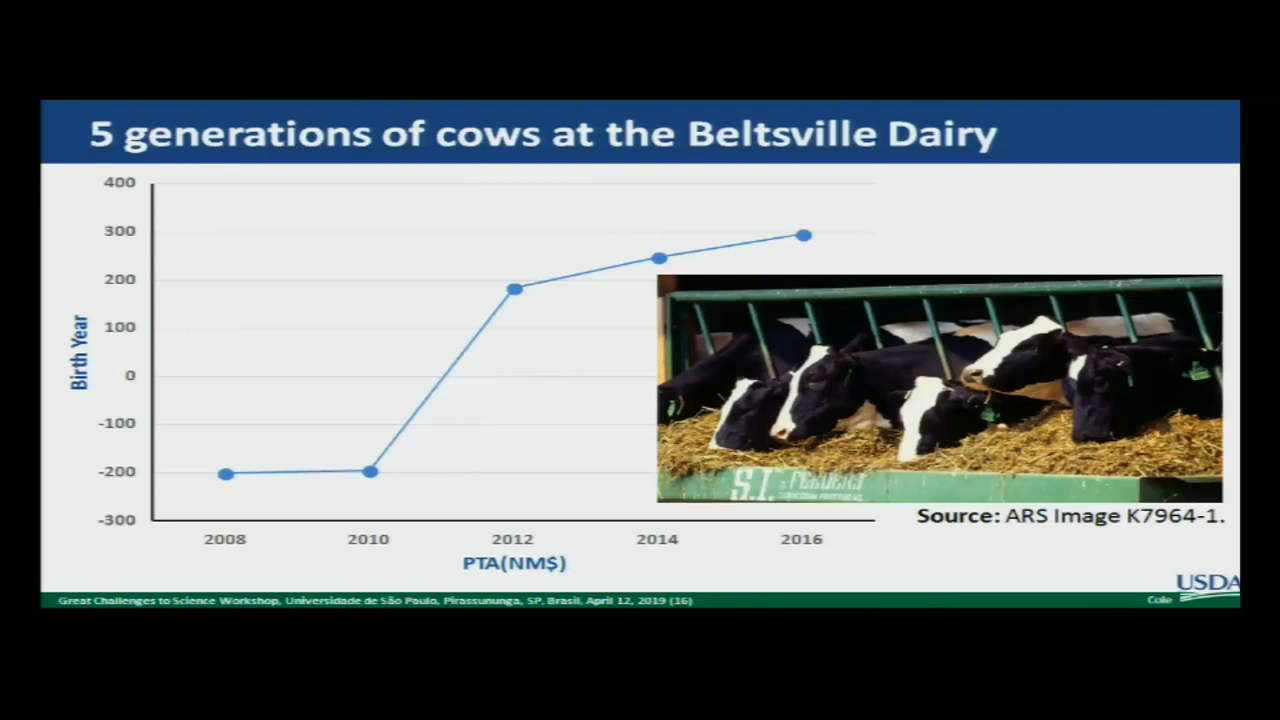 5 generations of cows at the Beltsville Dairy
400
300
200
100
0
-100
-200
-300
Birth Year
2008 2010 2012 2014 2016
PTA(NM$)
S.I. FEEDERS
Source: ARS Image K7964-1.
USDA
Great Challenges to Science Workshop, Universidade de São Paulo, Pirassununga, SP, Brasil, April 12, 2019 (16)
Cole